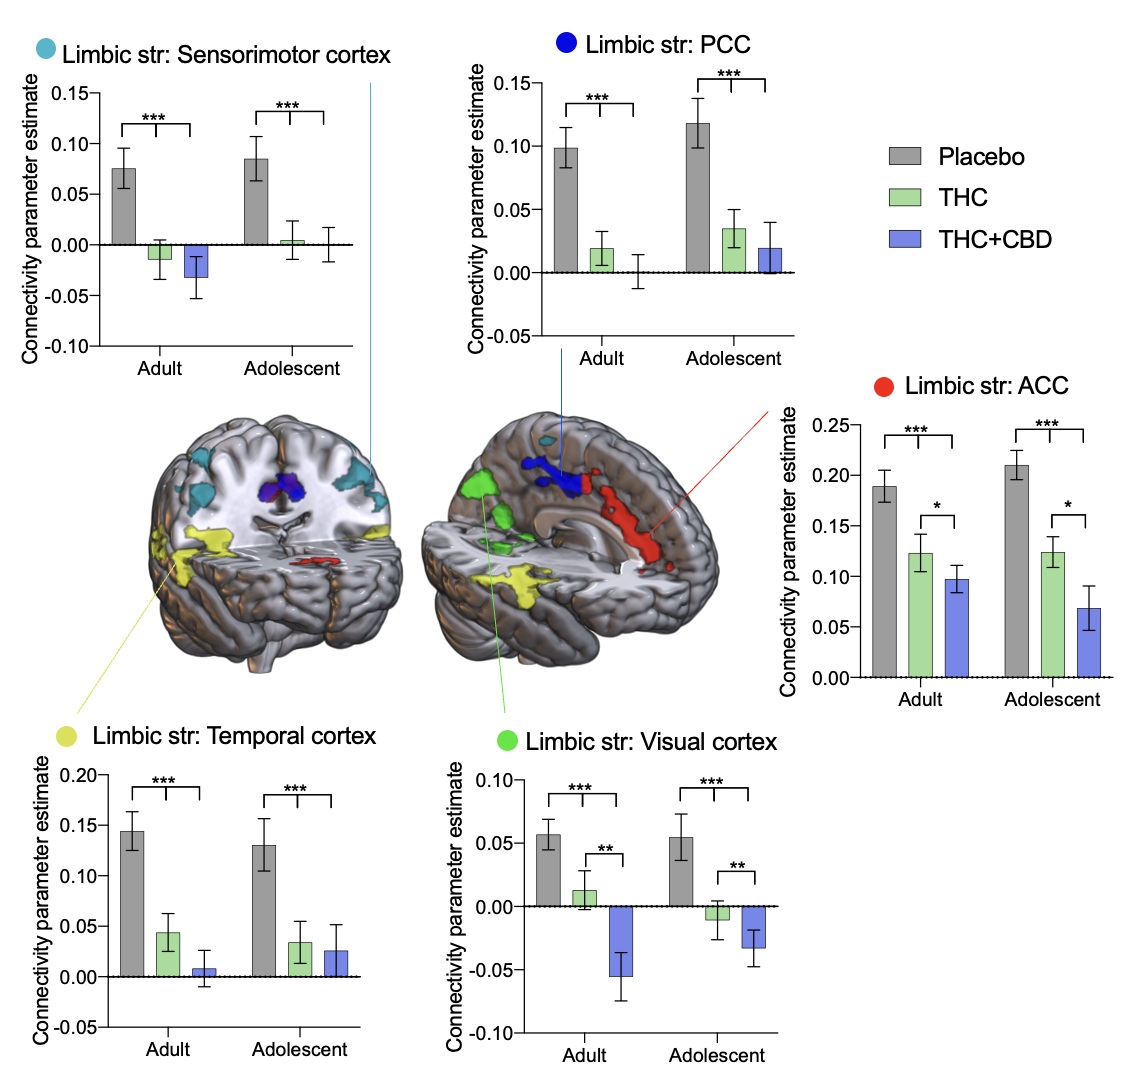 Limbic str: Sensorimotor cortex
Connectivity parameter estimate
0.15
0.10
0.05
0.00
-0.05
-0.10
***
***
Adult
Adolescent
Limbic str: PCC
Connectivity parameter estimate
0.15
0.10
0.05
0.00
-0.05
***
***
Adult
Adolescent
Placebo
THC
THC+CBD
Limbic str: ACC
Connectivity parameter estimate
0.25
0.20
0.15
0.10
0.05
0.00
***
*
***
*
Adult
Adolescent
Limbic str: Temporal cortex
Connectivity parameter estimate
0.20
0.15
0.10
0.05
0.00
-0.05
***
***
Adult
Adolescent
Limbic str: Visual cortex
Connectivity parameter estimate
0.10
0.05
0.00
-0.05
-0.10
***
**
***
**
Adult
Adolescent